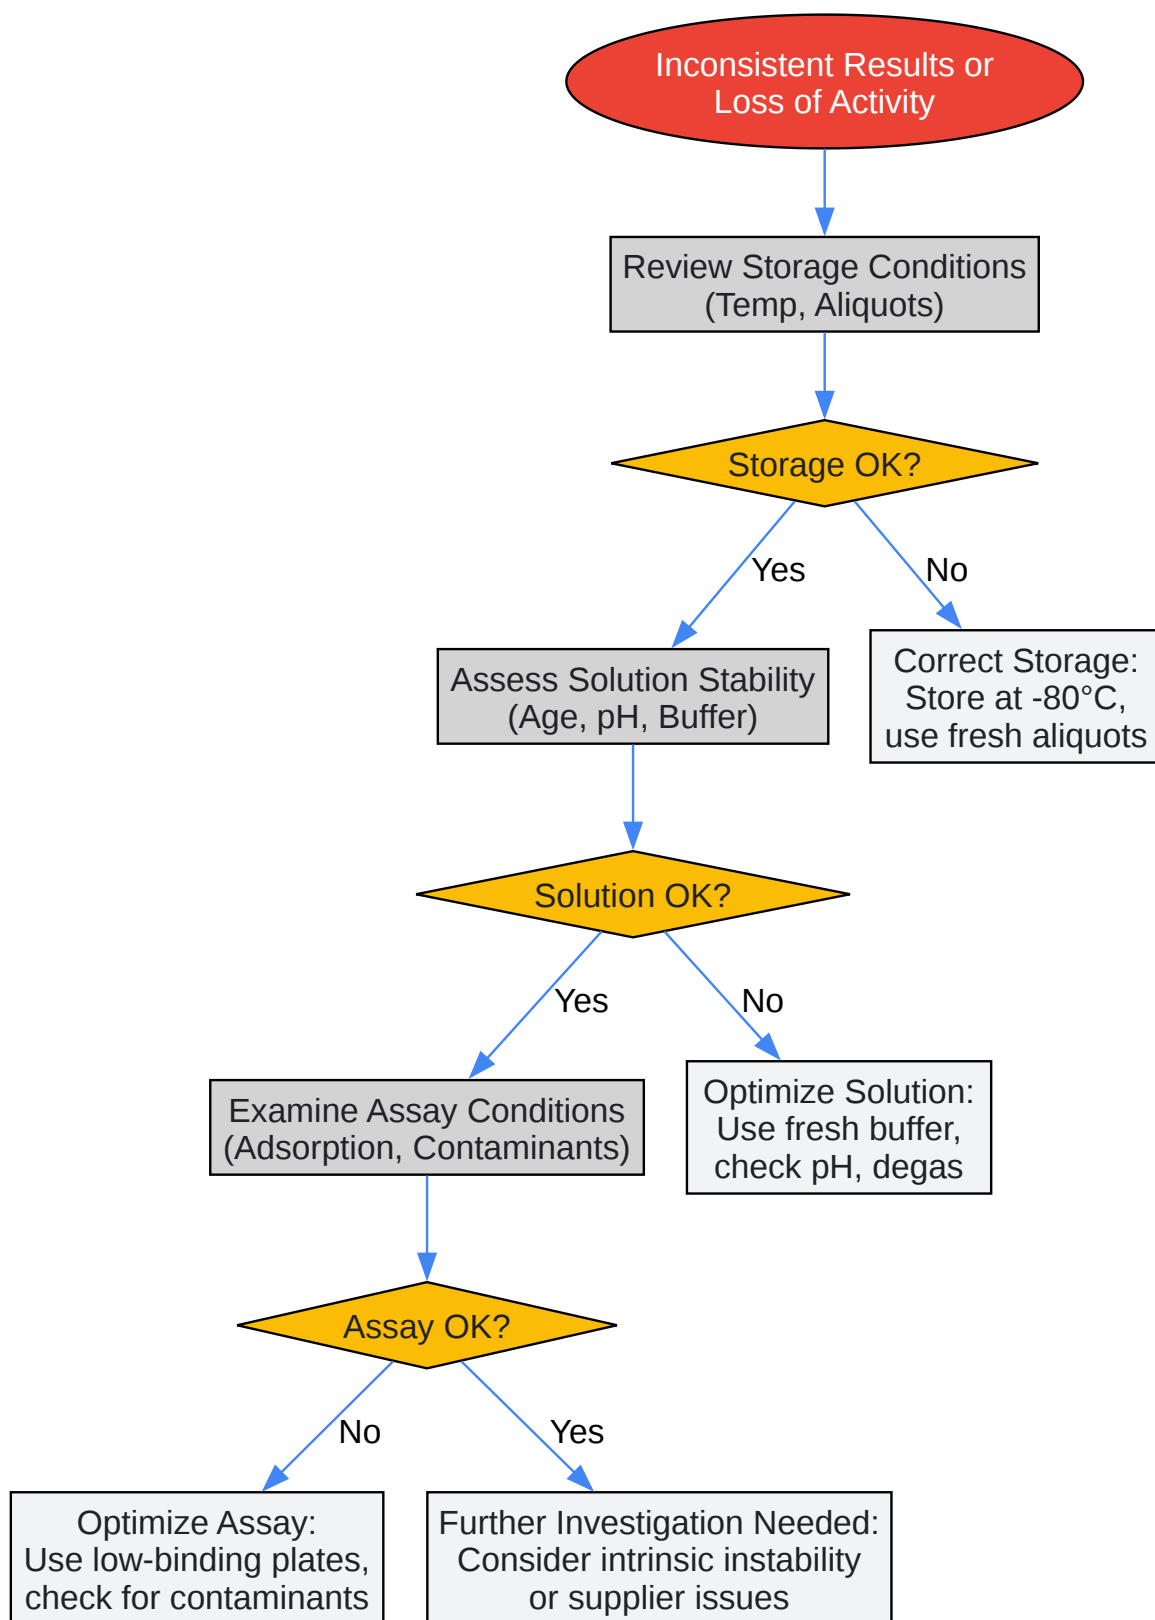 Inconsistent Results or
Loss of Activity
Review Storage Conditions
(Temp, Aliquots)
Storage OK?
Yes
No
Assess Solution Stability
(Age, pH, Buffer)
Correct Storage:
Store at -80°C,
use fresh aliquots
Solution OK?
Yes
No
Examine Assay Conditions
(Adsorption, Contaminants)
Optimize Solution:
Use fresh buffer,
check pH, degas
Assay OK?
No
Yes
Optimize Assay:
Use low-binding plates,
check for contaminants
Further Investigation Needed:
Consider intrinsic instability
or supplier issues